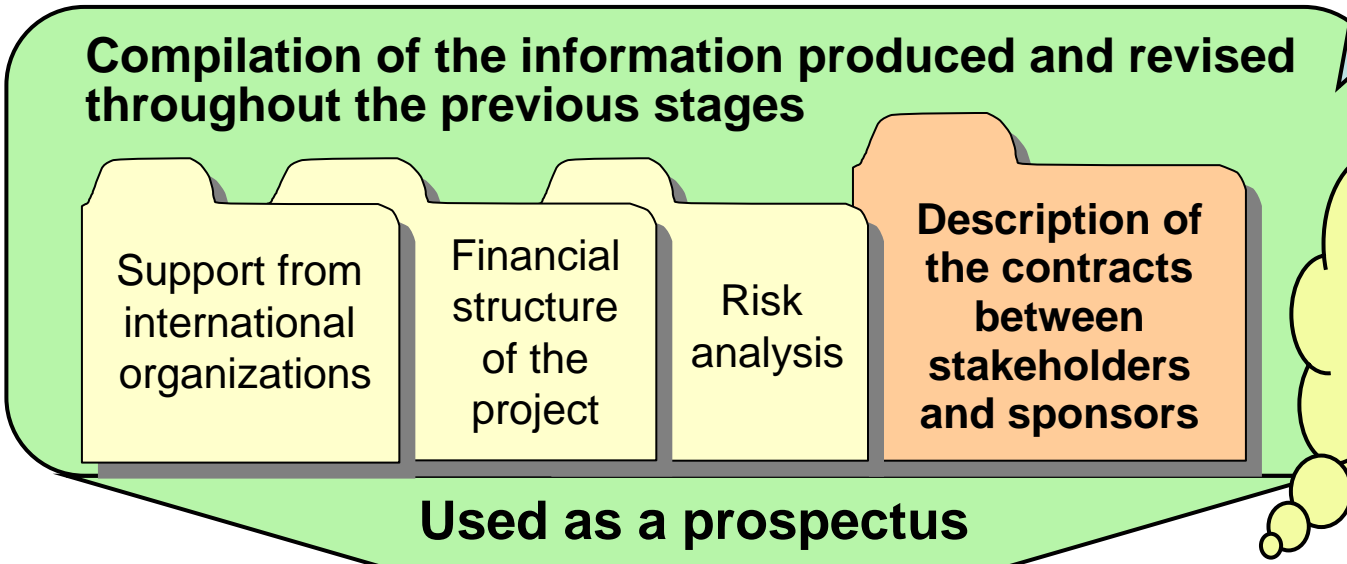 Compilation of the information produced and revised
throughout the previous stages
Support from
international
organizations
Financial
structure
of the
project
Risk
analysis
Description of
the contracts
between
stakeholders
and sponsors
Used as a prospectus